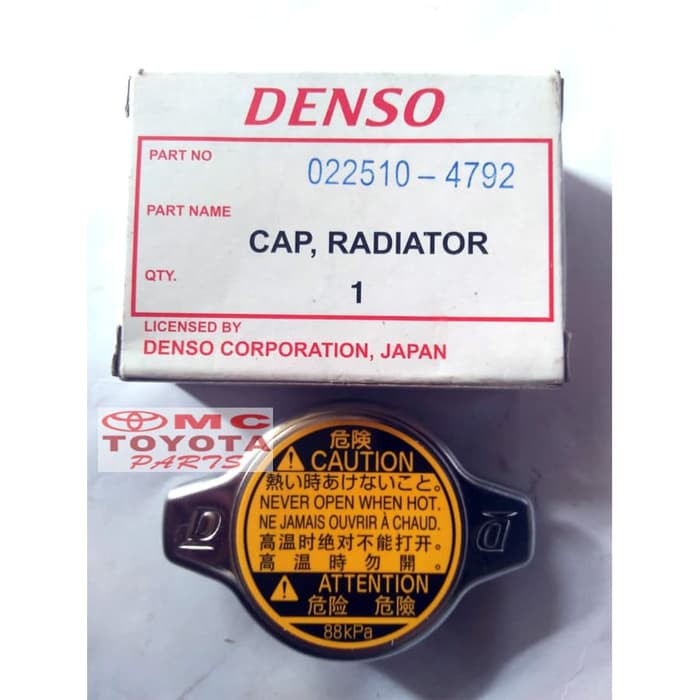 DENSO
PART NO
022510-4792
PART NAME
CAP, RADIATOR
QTY.
1
LICENSED BY
DENSO CORPORATION, JAPAN
MC
TOYOTA
PARTS
危険
CAUTION
熱い時あけないこと。
NEVER OPEN WHEN HOT.
NE JAMAIS OUVRIR À CHAUD.
高温时绝对不能打开。
高溫時勿開。
ATTENTION
危险 危險
88kPa
D
D